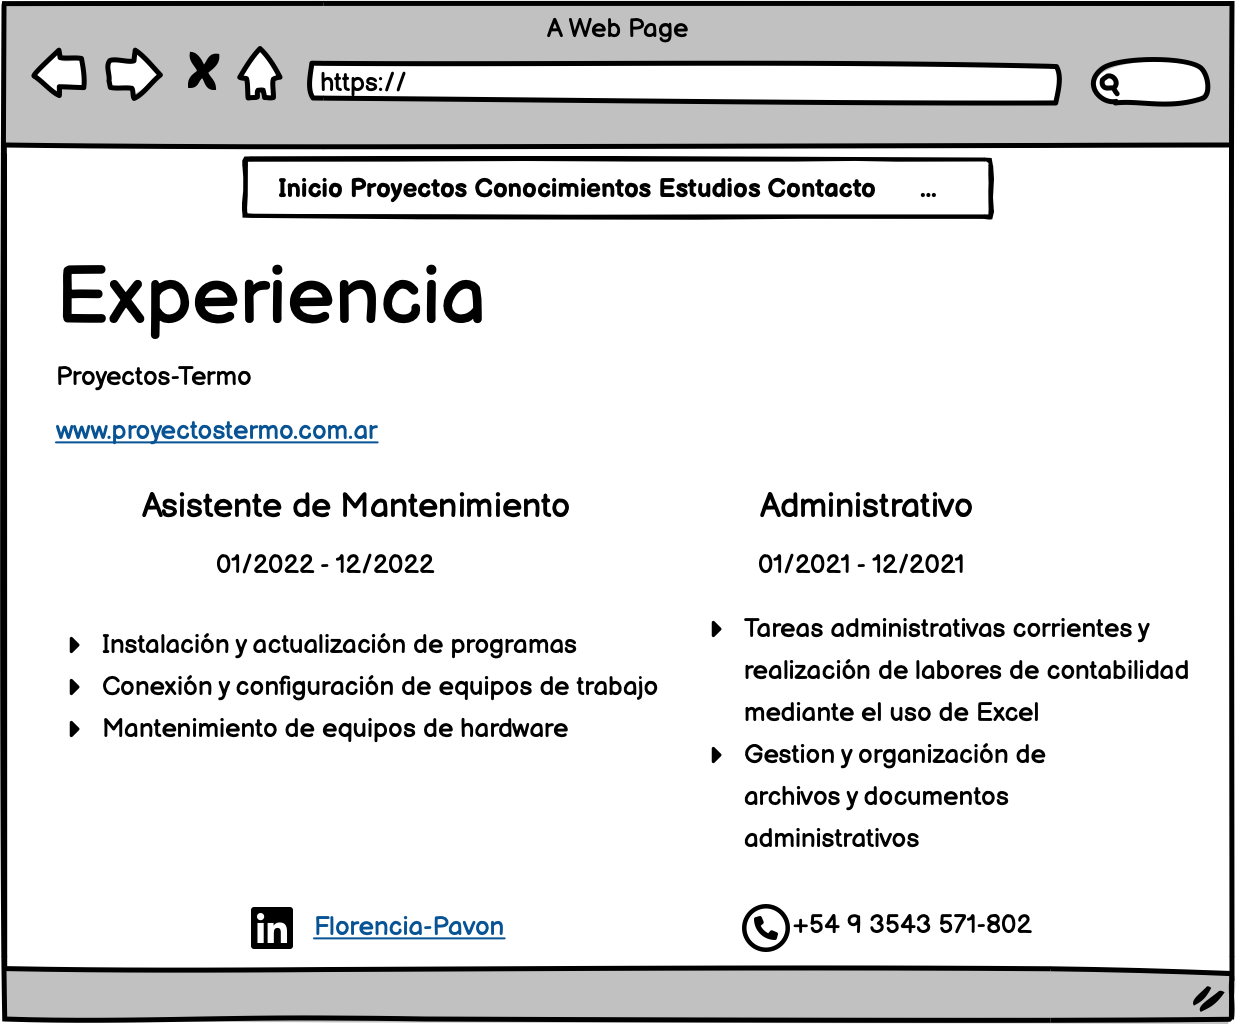 A Web Page
https://
Inicio Proyectos Conocimientos Estudios Contacto ...
Experiencia
Proyectos-Termo
www.proyectostermo.com.ar
Asistente de Mantenimiento
01/2022 - 12/2022
Instalación y actualización de programas
Conexión y configuración de equipos de trabajo
Mantenimiento de equipos de hardware
Administrativo
01/2021 - 12/2021
Tareas administrativas corrientes y
realización de labores de contabilidad
mediante el uso de Excel
Gestion y organización de
archivos y documentos
administrativos
in
Florencia-Pavon
+54 9 3543 571-802